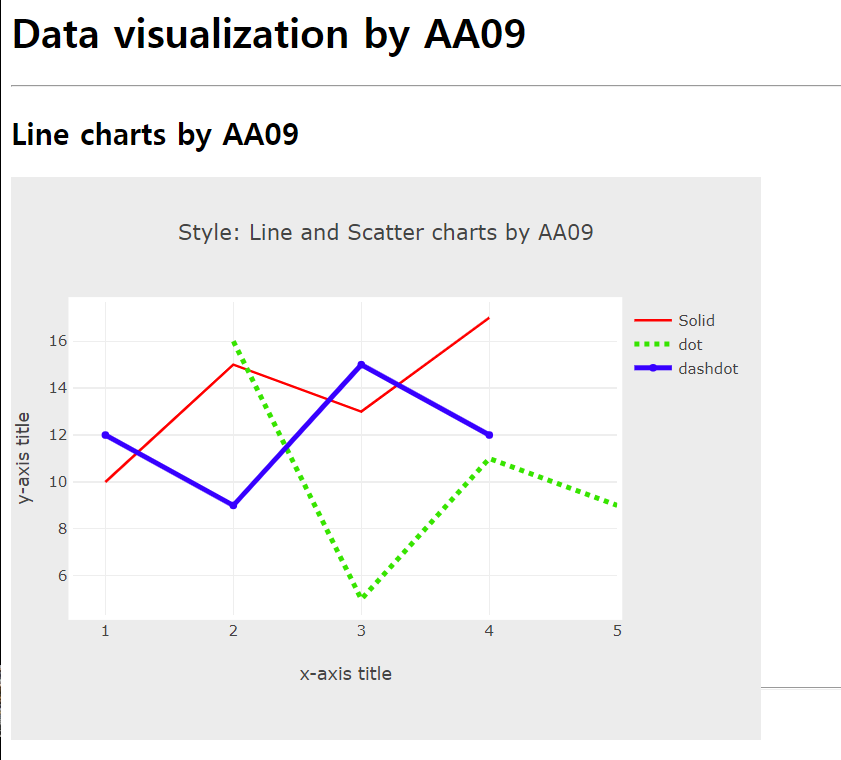 Data visualization by AA09
Line charts by AA09
Style: Line and Scatter charts by AA09
Solid
dot
dashdot
y-axis title
16
14
12
10
8
6
1 2 3 4 5
x-axis title